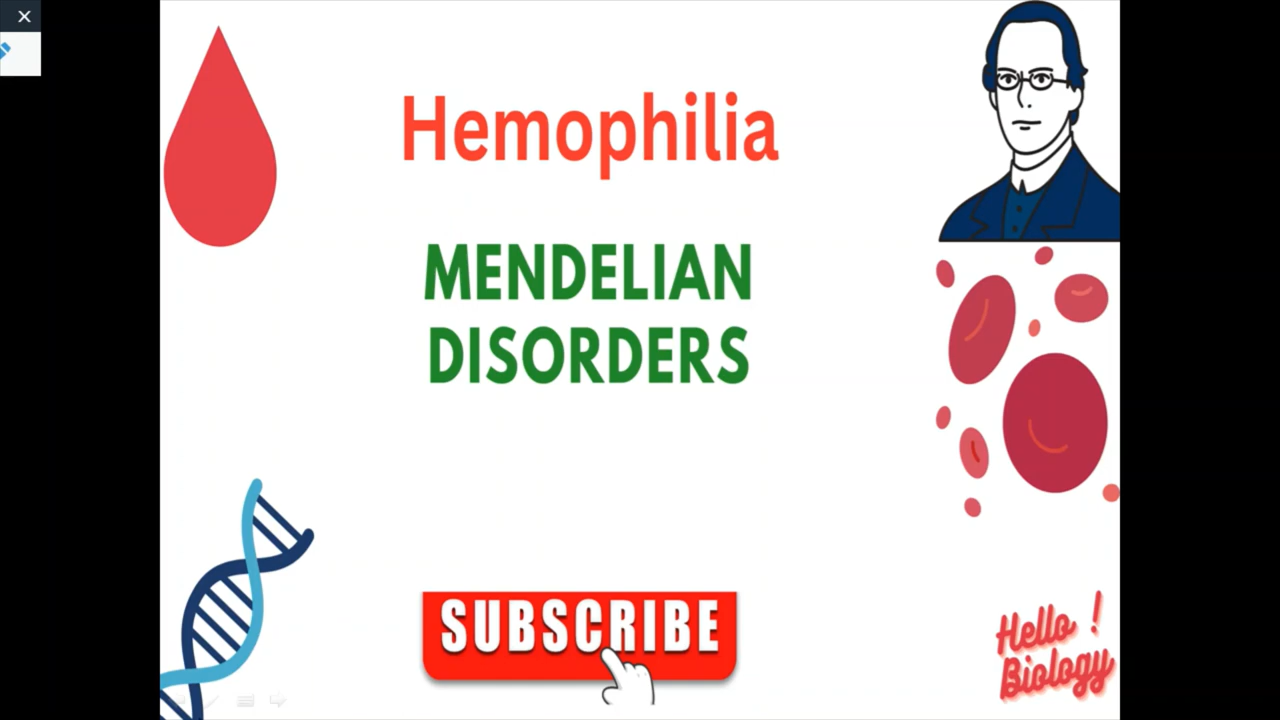 Hemophilia
MENDELIAN
DISORDERS
SUBSCRIBE
Hello !
Biology